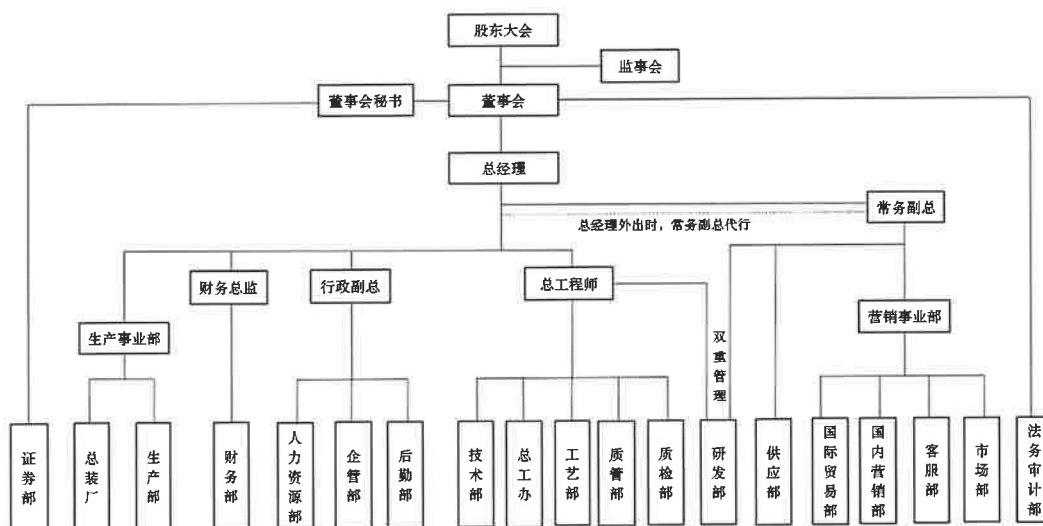 股东大会
监事会
董事会秘书
董事会
总经理
常务副总
总经理外出时，常务副总代行
财务总监
行政副总
总工程师
生产事业部
营销事业部
双重管理
证券部
总装厂
生产部
财务部
人力资源部
企管部
后勤部
技术部
总工办
工艺部
质管部
质检部
研发部
供应部
国际贸易部
国内营销部
客服部
市场部
法务审计部